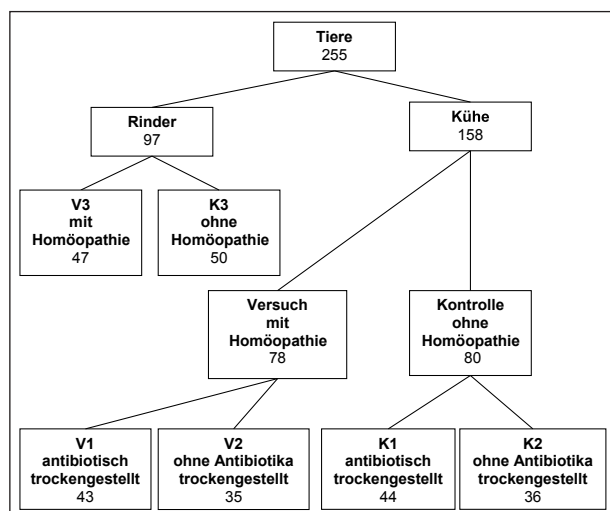 Tiere
255
Rinder
97
Kühe
158
V3
mit
Homöopathie
47
K3
ohne
Homöopathie
50
Versuch
mit
Homöopathie
78
Kontrolle
ohne
Homöopathie
80
V1
antibiotisch
trockengestellt
43
V2
ohne Antibiotika
trockengestellt
35
K1
antibiotisch
trockengestellt
44
K2
ohne Antibiotika
trockengestellt
36